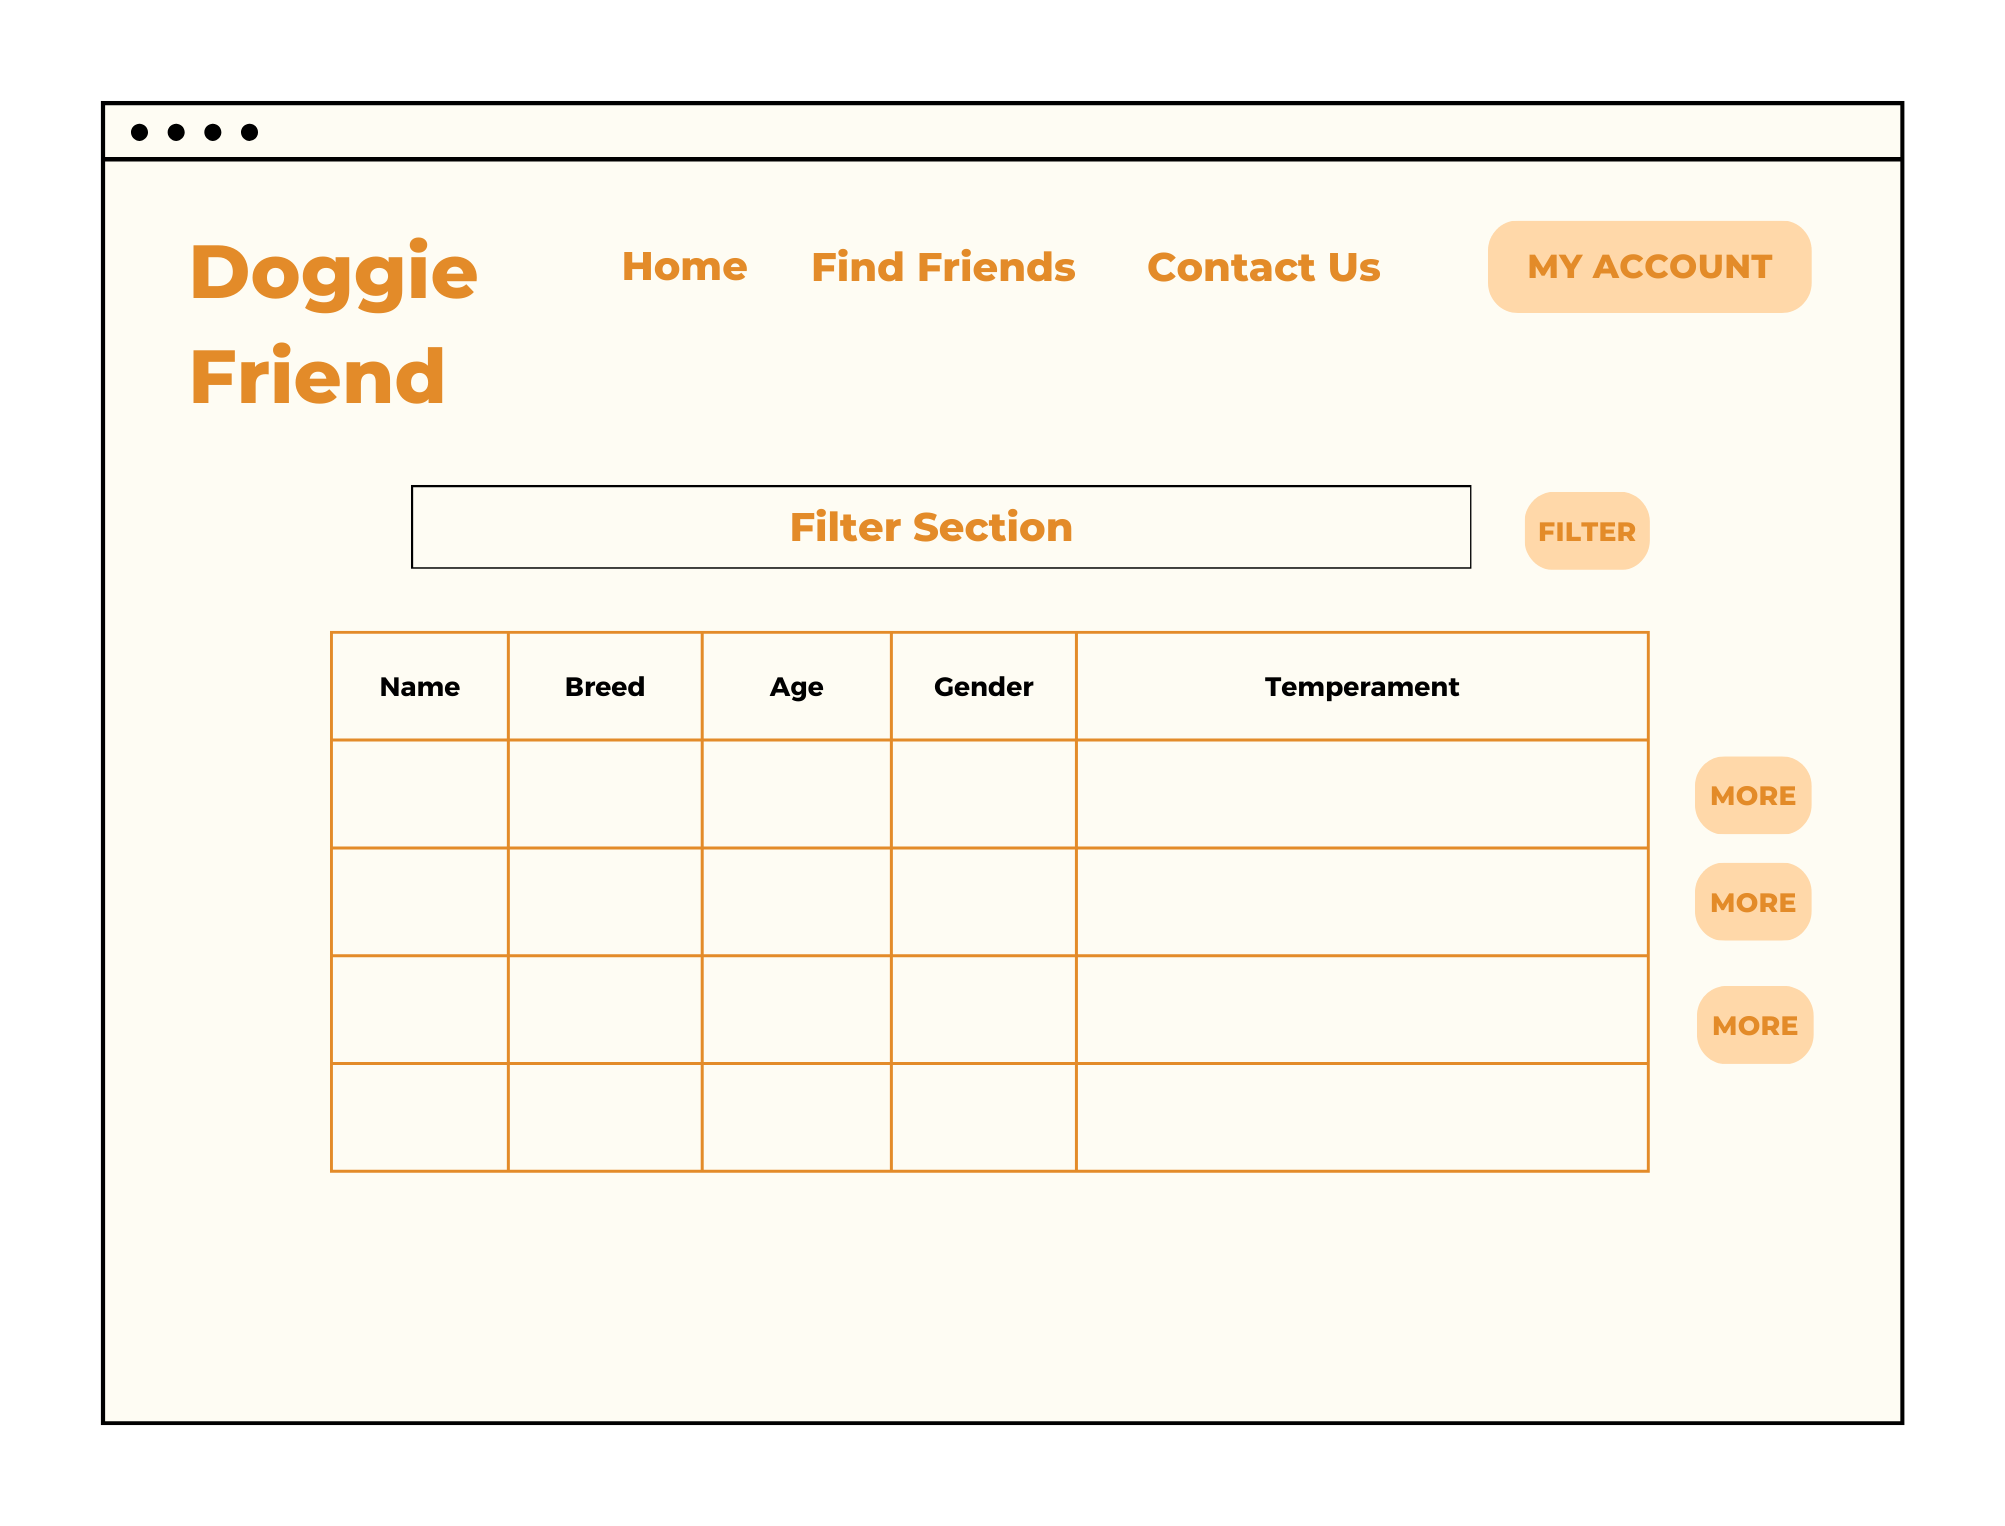 Doggie
Friend
Home
Find Friends
Contact Us
MY ACCOUNT
Filter Section
FILTER
Name
Breed
Age
Gender
Temperament
MORE
MORE
MORE